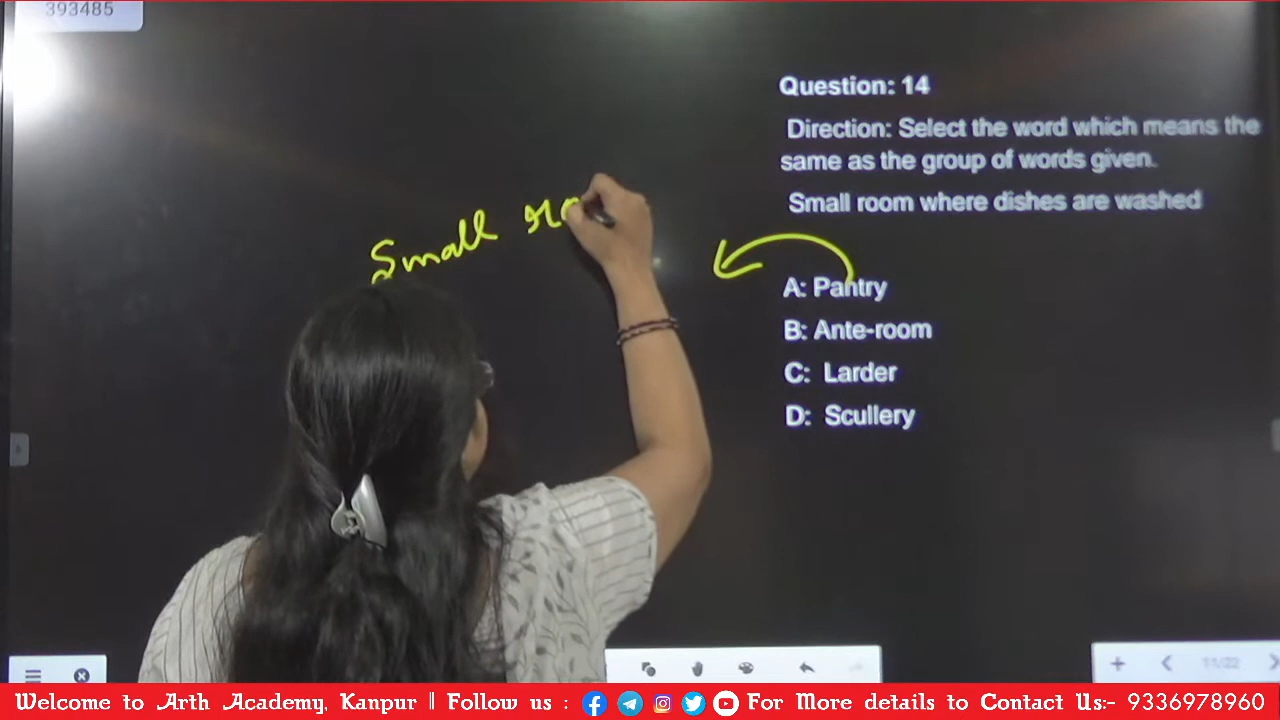 393485
Question: 14
Direction: Select the word which means the
same as the group of words given.
Small room where dishes are washed
Small
A: Pantry
B: Ante-room
C: Larder
D: Scullery
11/22
Welcome to Arth Academy, Kanpur || Follow us : For More details to Contact Us:- 9336978960